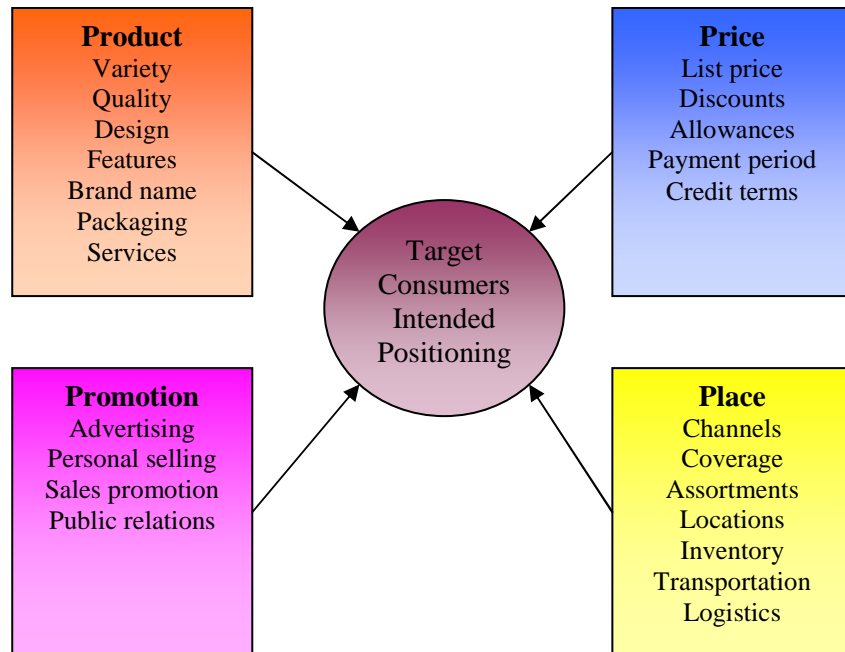 Product
Variety
Quality
Design
Features
Brand name
Packaging
Services
Price
List price
Discounts
Allowances
Payment period
Credit terms
Target
Consumers
Intended
Positioning
Promotion
Advertising
Personal selling
Sales promotion
Public relations
Place
Channels
Coverage
Assortments
Locations
Inventory
Transportation
Logistics